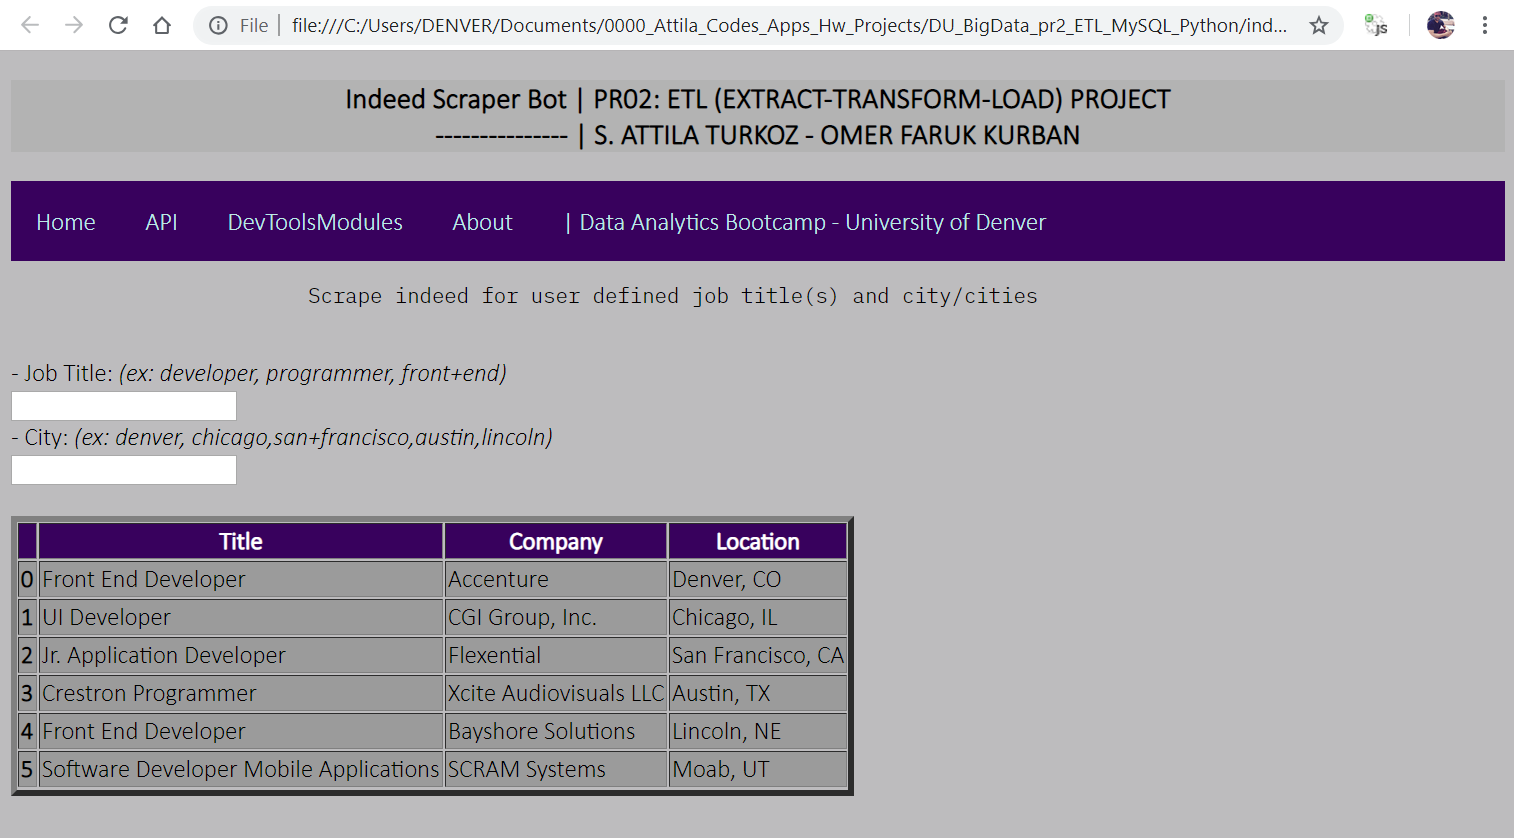 File | file:///C:/Users/DENVER/Documents/0000_Attila_Codes_Apps_Hw_Projects/DU_BigData_pr2_ETL_MySQL_Python/ind...
JS
Indeed Scraper Bot | PR02: ETL (EXTRACT-TRANSFORM-LOAD) PROJECT
--------------- | S. ATTILA TURKOZ - OMER FARUK KURBAN
Home API DevToolsModules About | Data Analytics Bootcamp - University of Denver
Scrape indeed for user defined job title(s) and city/cities
- Job Title: (ex: developer, programmer, front+end)
- City: (ex: denver, chicago,san+francisco,austin,lincoln)
Title Company Location
0 Front End Developer Accenture Denver, CO
1 UI Developer CGI Group, Inc. Chicago, IL
2 Jr. Application Developer Flexential San Francisco, CA
3 Crestron Programmer Xcite Audiovisuals LLC Austin, TX
4 Front End Developer Bayshore Solutions Lincoln, NE
5 Software Developer Mobile Applications SCRAM Systems Moab, UT